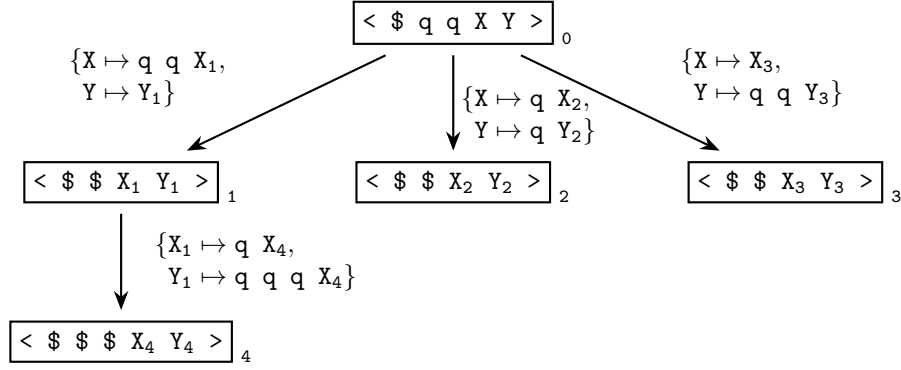 < $ q q X Y > 0
{X ↦ q q X₁,
Y ↦ Y₁}
{X ↦ q X₂,
Y ↦ q Y₂}
{X ↦ X₃,
Y ↦ q q Y₃}
< $ $ X₁ Y₁ > 1
< $ $ X₂ Y₂ > 2
< $ $ X₃ Y₃ > 3
{X₁ ↦ q X₄,
Y₁ ↦ q q q X₄}
< $ $ $ X₄ Y₄ > 4